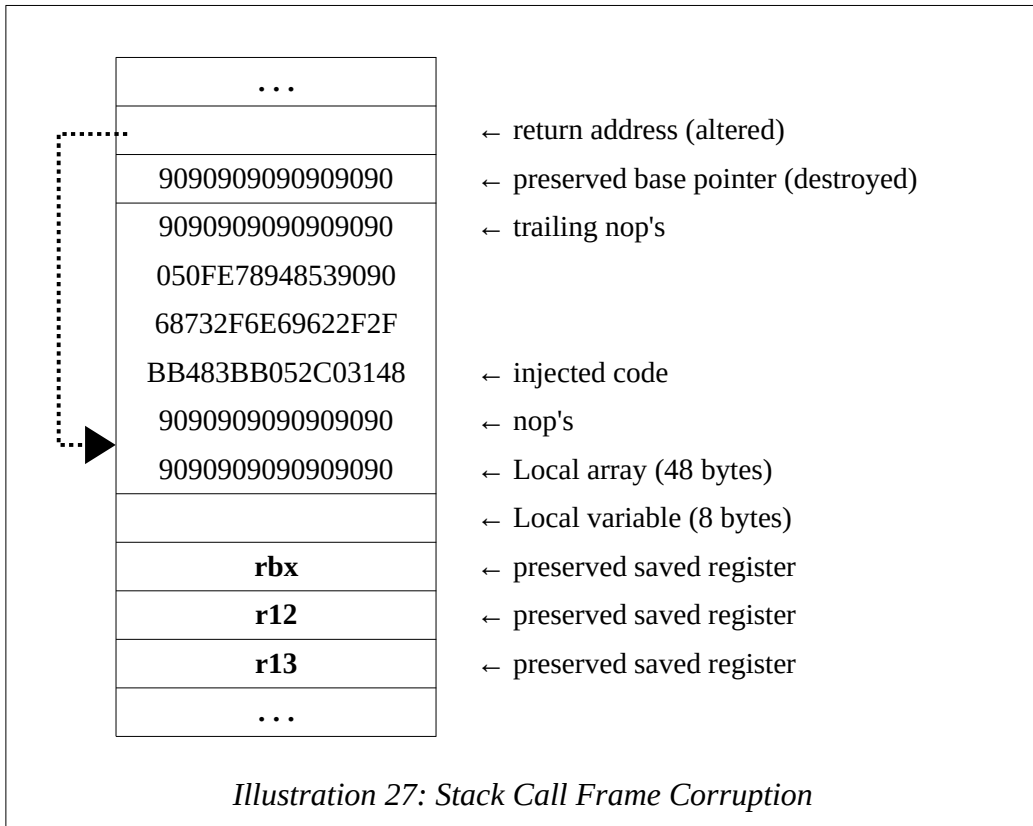 . . .
← return address (altered)
9090909090909090 ← preserved base pointer (destroyed)
9090909090909090 ← trailing nop's
050FE78948539090
68732F6E69622F2F
BB483BB052C03148 ← injected code
9090909090909090 ← nop's
9090909090909090 ← Local array (48 bytes)
← Local variable (8 bytes)
rbx ← preserved saved register
r12 ← preserved saved register
r13 ← preserved saved register
. . .
Illustration 27: Stack Call Frame Corruption